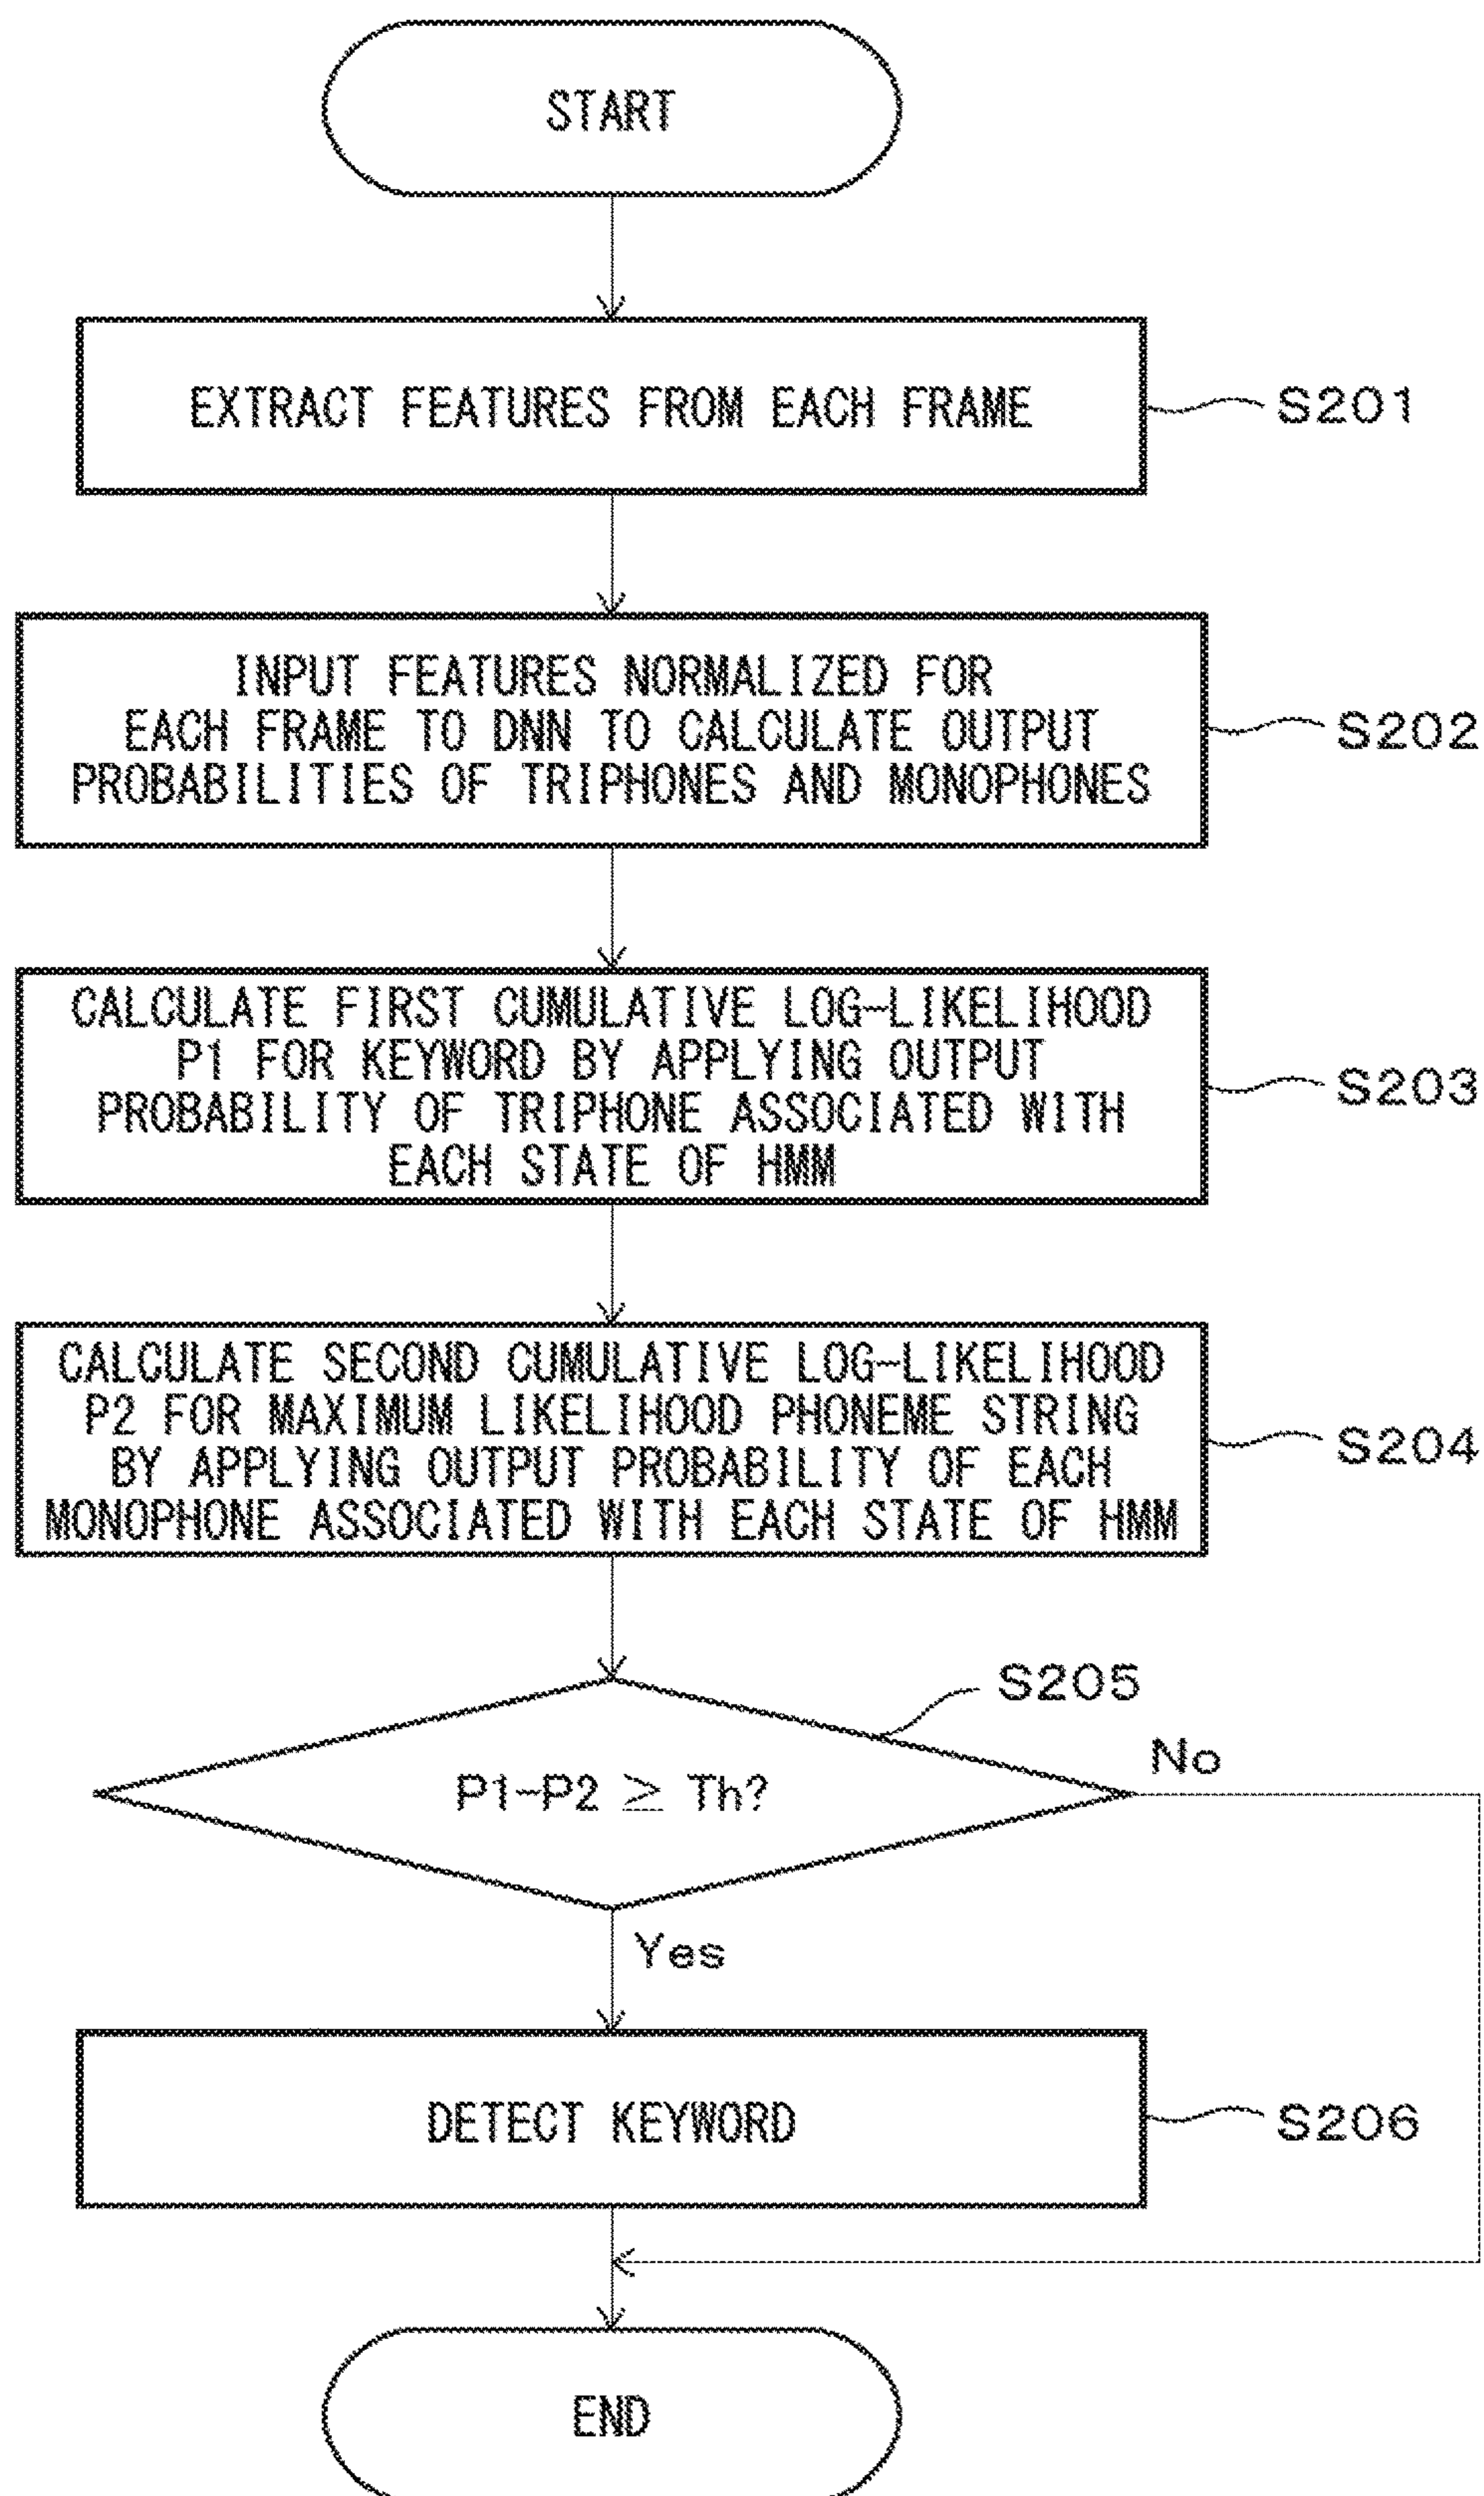 START
EXTRACT FEATURES FROM EACH FRAME
S201
INPUT FEATURES NORMALIZED FOR
EACH FRAME TO DNN TO CALCULATE OUTPUT
PROBABILITIES OF TRIPHONES AND MONOPHONES
S202
CALCULATE FIRST CUMULATIVE LOG-LIKELIHOOD
P1 FOR KEYWORD BY APPLYING OUTPUT
PROBABILITY OF TRIPHONE ASSOCIATED WITH
EACH STATE OF HMM
S203
CALCULATE SECOND CUMULATIVE LOG-LIKELIHOOD
P2 FOR MAXIMUM LIKELIHOOD PHONEME STRING
BY APPLYING OUTPUT PROBABILITY OF EACH
MONOPHONE ASSOCIATED WITH EACH STATE OF HMM
S204
S205
P1-P2 ≥ Th?
No
Yes
DETECT KEYWORD
S206
END